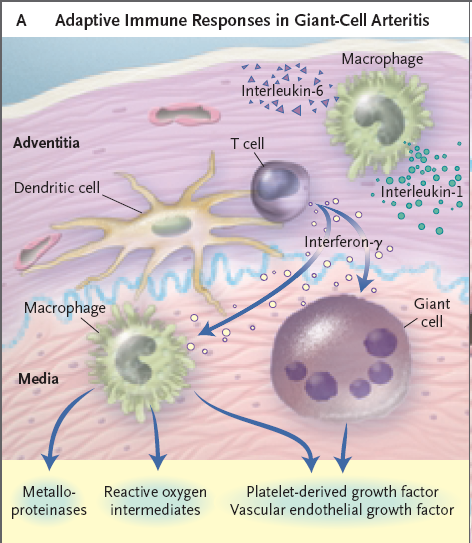 A Adaptive Immune Responses in Giant-Cell Arteritis
Macrophage
Interleukin-6
Adventitia
T cell
Dendritic cell
Interleukin-1
Interferon-γ
Macrophage
Giant
cell
Media
Metallo-
proteinases
Reactive oxygen
intermediates
Platelet-derived growth factor
Vascular endothelial growth factor